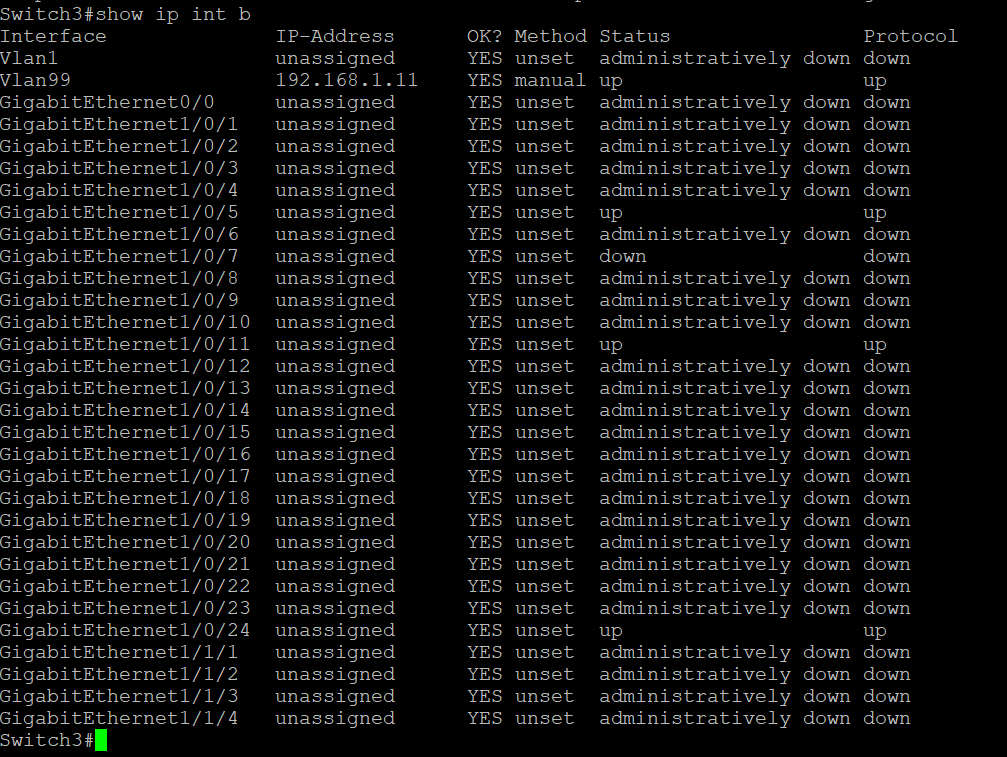 Switch3#show ip int b
Interface              IP-Address      OK? Method Status                Protocol
Vlan1                  unassigned      YES unset  administratively down down
Vlan99                 192.168.1.11    YES manual up                    up
GigabitEthernet0/0     unassigned      YES unset  administratively down down
GigabitEthernet1/0/1   unassigned      YES unset  administratively down down
GigabitEthernet1/0/2   unassigned      YES unset  administratively down down
GigabitEthernet1/0/3   unassigned      YES unset  administratively down down
GigabitEthernet1/0/4   unassigned      YES unset  administratively down down
GigabitEthernet1/0/5   unassigned      YES unset  up                    up
GigabitEthernet1/0/6   unassigned      YES unset  administratively down down
GigabitEthernet1/0/7   unassigned      YES unset  down                  down
GigabitEthernet1/0/8   unassigned      YES unset  administratively down down
GigabitEthernet1/0/9   unassigned      YES unset  administratively down down
GigabitEthernet1/0/10  unassigned      YES unset  administratively down down
GigabitEthernet1/0/11  unassigned      YES unset  up                    up
GigabitEthernet1/0/12  unassigned      YES unset  administratively down down
GigabitEthernet1/0/13  unassigned      YES unset  administratively down down
GigabitEthernet1/0/14  unassigned      YES unset  administratively down down
GigabitEthernet1/0/15  unassigned      YES unset  administratively down down
GigabitEthernet1/0/16  unassigned      YES unset  administratively down down
GigabitEthernet1/0/17  unassigned      YES unset  administratively down down
GigabitEthernet1/0/18  unassigned      YES unset  administratively down down
GigabitEthernet1/0/19  unassigned      YES unset  administratively down down
GigabitEthernet1/0/20  unassigned      YES unset  administratively down down
GigabitEthernet1/0/21  unassigned      YES unset  administratively down down
GigabitEthernet1/0/22  unassigned      YES unset  administratively down down
GigabitEthernet1/0/23  unassigned      YES unset  administratively down down
GigabitEthernet1/0/24  unassigned      YES unset  up                    up
GigabitEthernet1/1/1   unassigned      YES unset  administratively down down
GigabitEthernet1/1/2   unassigned      YES unset  administratively down down
GigabitEthernet1/1/3   unassigned      YES unset  administratively down down
GigabitEthernet1/1/4   unassigned      YES unset  administratively down down
Switch3#